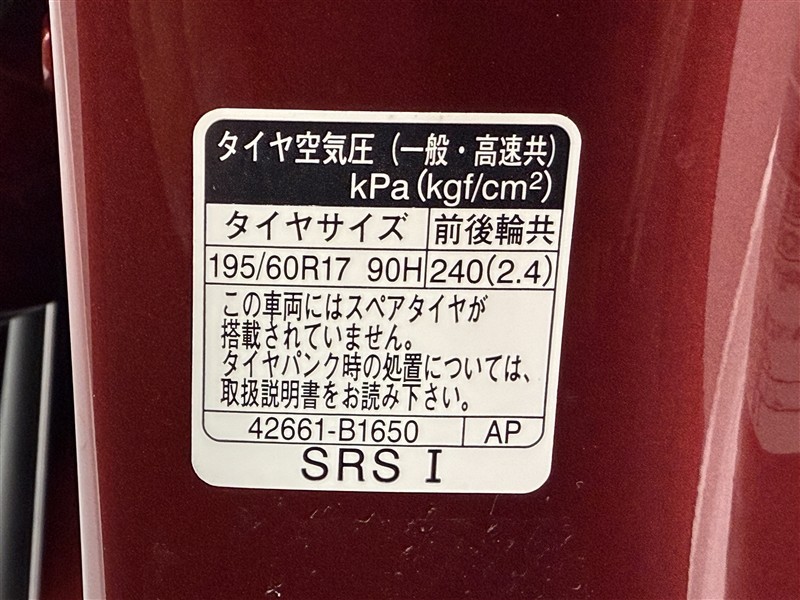 タイヤ空気圧（一般・高速共）
kPa(kgf/cm²)
タイヤサイズ 前後輪共
195/60R17 90H 240(2.4)
この車両にはスペアタイヤが
搭載されていません。
タイヤパンク時の処置については、
取扱説明書をお読み下さい。
42661-B1650 AP
SRS I